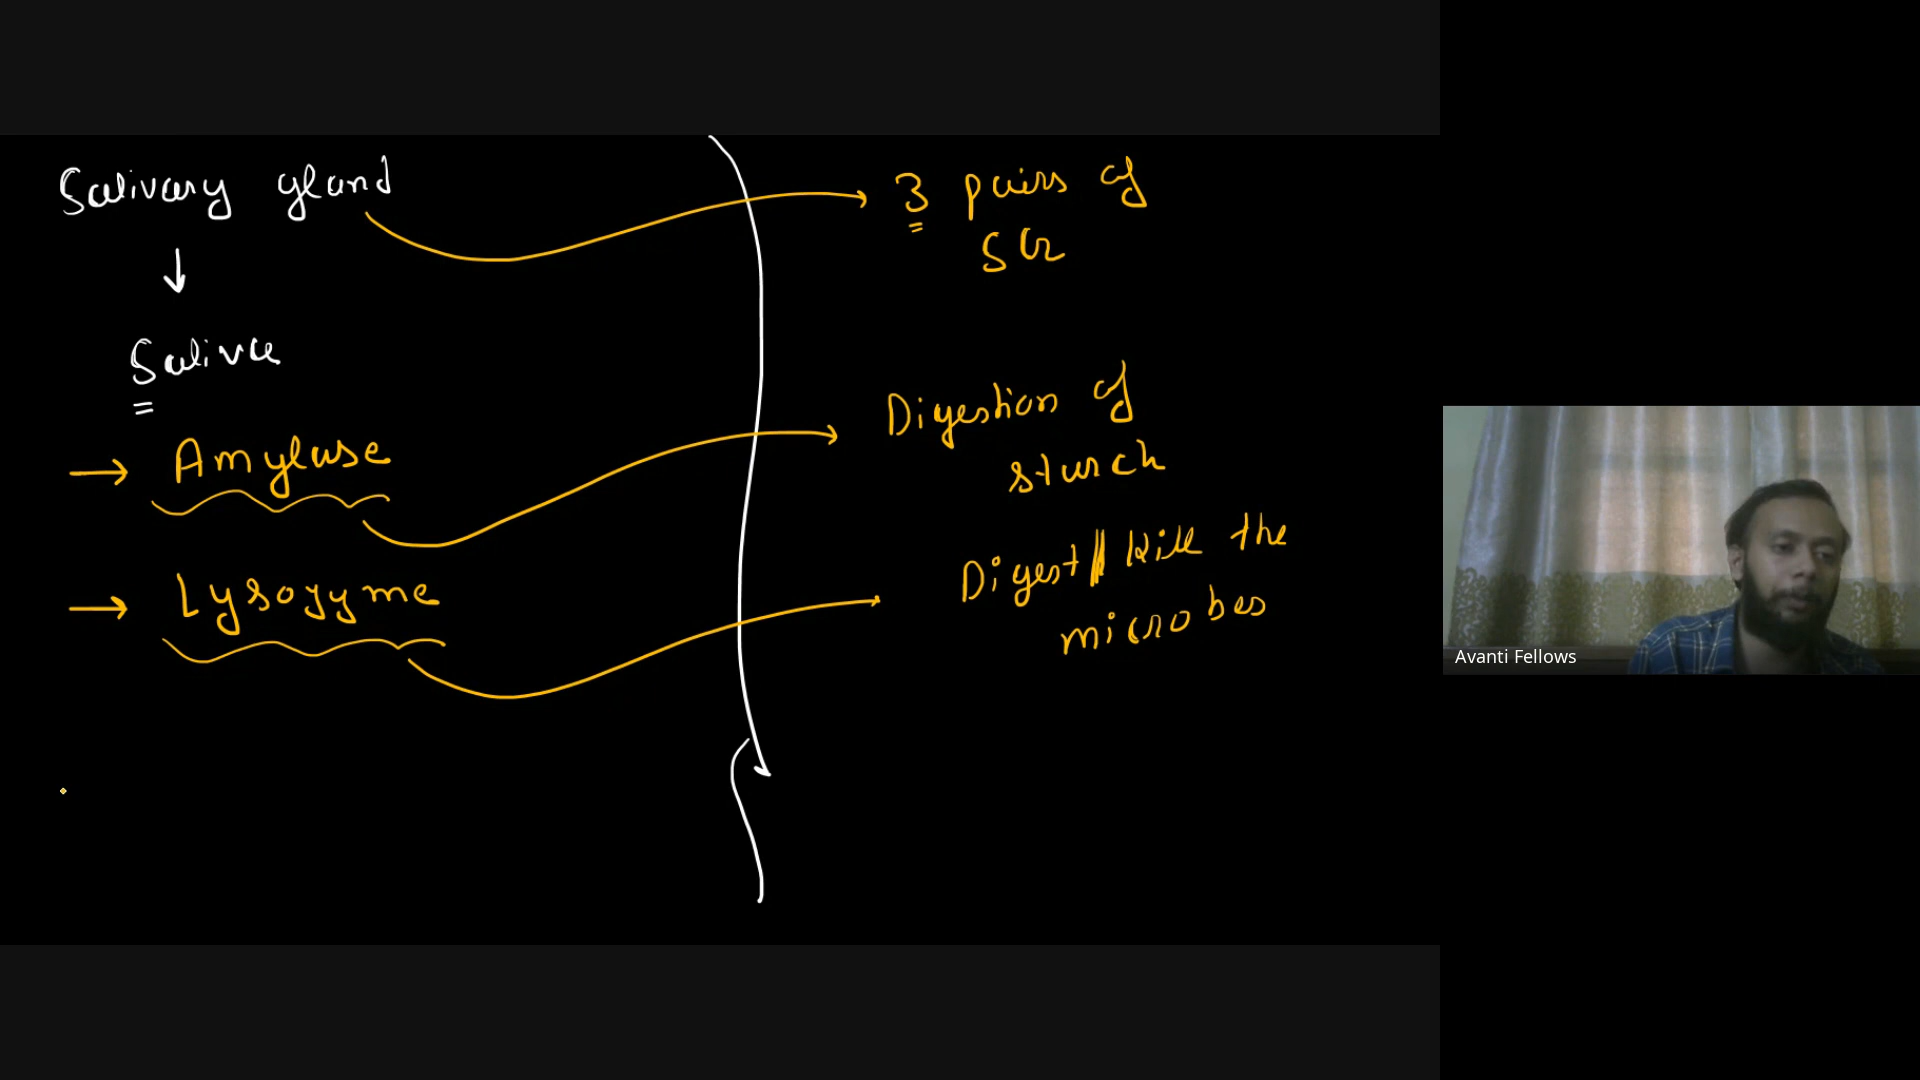 Salivary gland
↓
Saliva
→ Amylase
→ Lysozyme
3 pairs of
SG
Digestion of
starch
Digest / kill the
microbes
Avanti Fellows